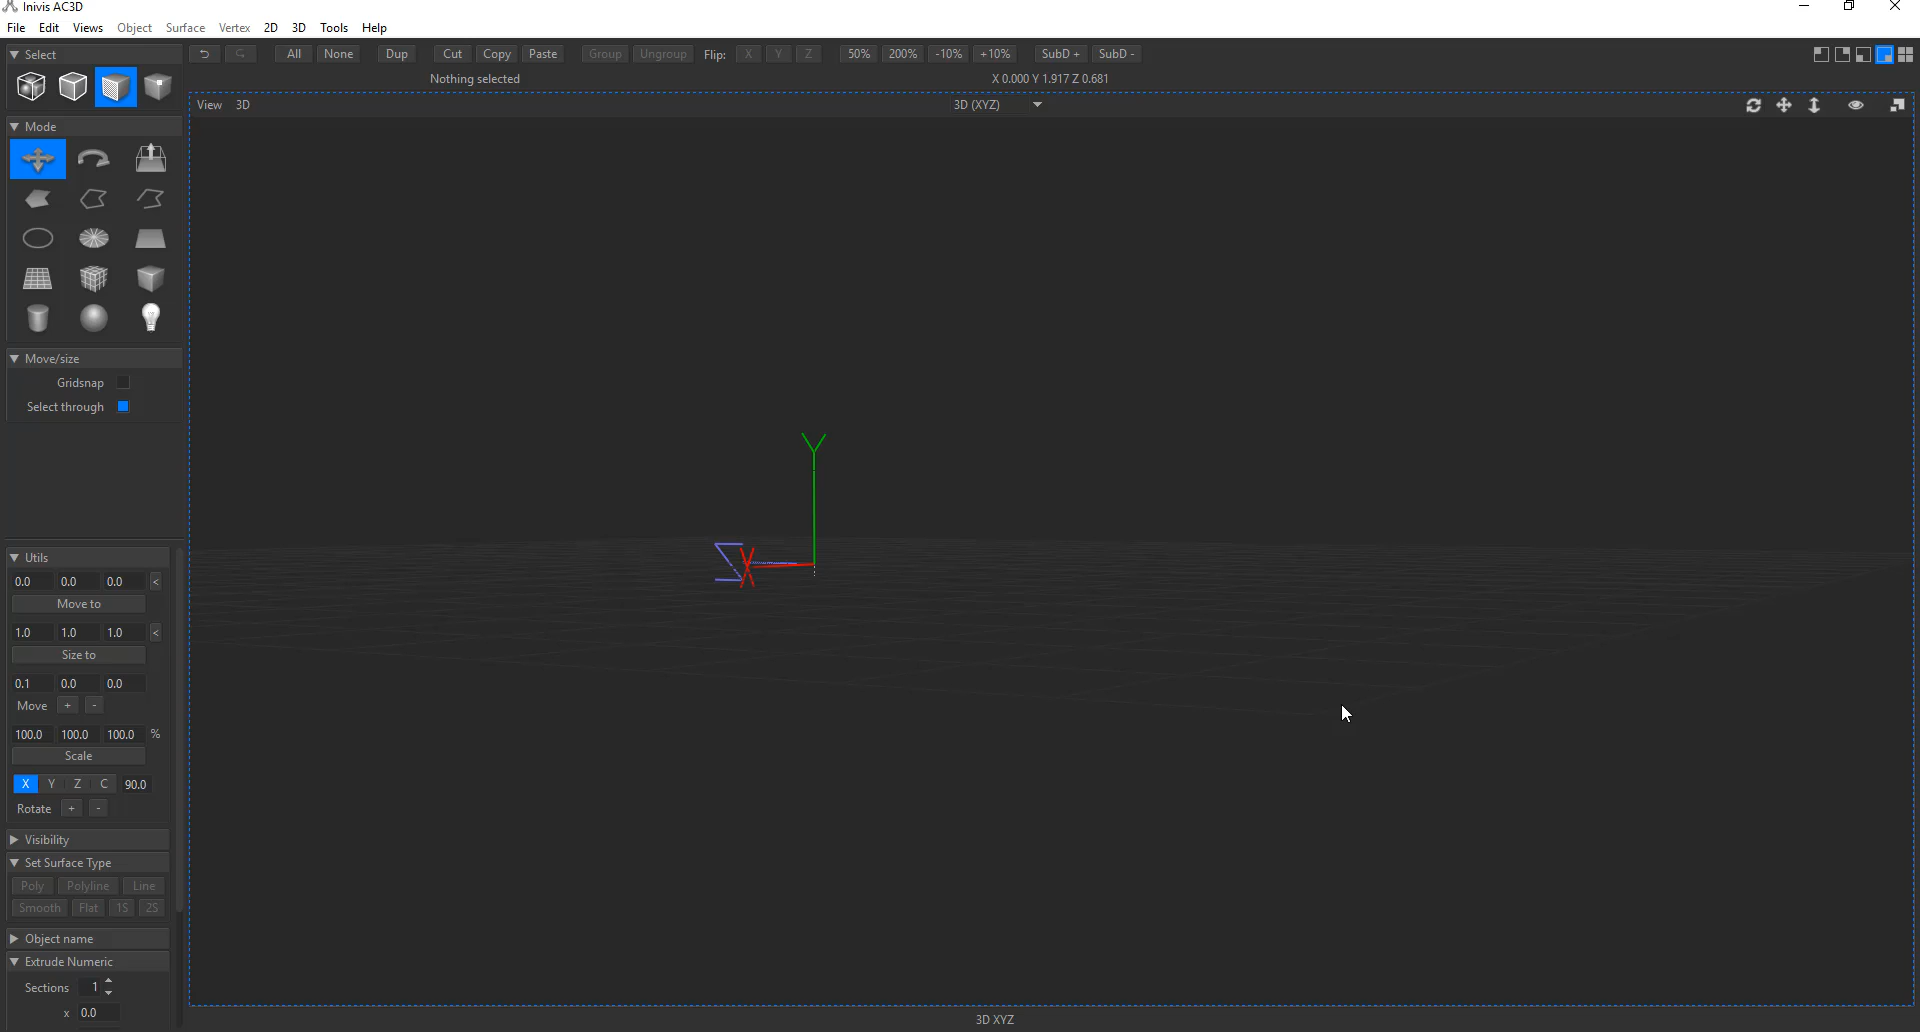 Inivis AC3D
File Edit Views Object Surface Vertex 2D 3D Tools Help
Select
All None Dup Cut Copy Paste Group Ungroup Flip: X Y Z 50% 200% -10% +10% SubD + SubD -
Nothing selected X 0.000 Y 1.917 Z 0.681
View 3D 3D (XYZ)
Mode
Move/size
Gridsnap
Select through
Y
Z X
Utils
0.0 0.0 0.0 <
Move to
1.0 1.0 1.0 <
Size to
0.1 0.0 0.0
Move + -
100.0 100.0 100.0 %
Scale
X Y Z C 90.0
Rotate + -
Visibility
Set Surface Type
Poly Polyline Line
Smooth Flat 1S 2S
Object name
Extrude Numeric
Sections 1
x 0.0
3D XYZ